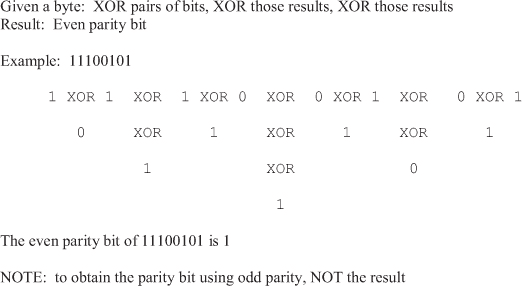 Given a byte: XOR pairs of bits, XOR those results, XOR those results
Result: Even parity bit
Example: 11100101
1 XOR 1 XOR 1 XOR 0 XOR 0 XOR 1 XOR 0 XOR 1
0 XOR 1 XOR 1 XOR 1
1 XOR 0
1
The even parity bit of 11100101 is 1
NOTE: to obtain the parity bit using odd parity, NOT the result